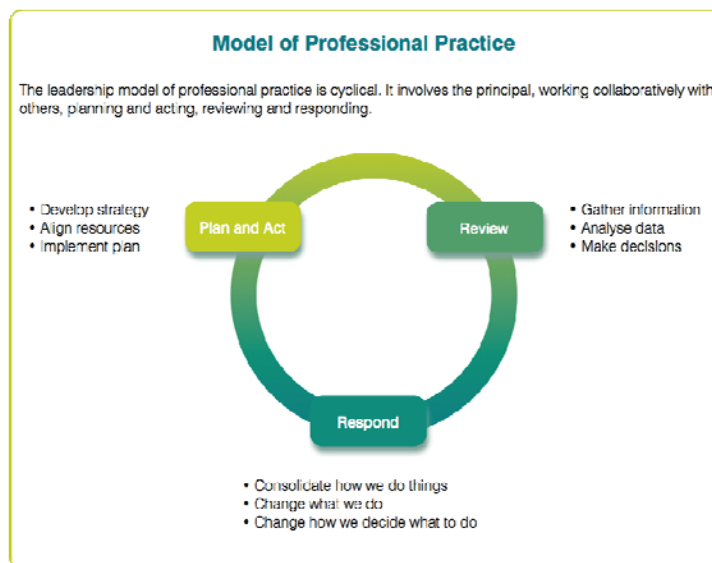 Model of Professional Practice
The leadership model of professional practice is cyclical. It involves the principal, working collaboratively with
others, planning and acting, reviewing and responding.
• Develop strategy
• Align resources
• Implement plan
Plan and Act
Review
• Gather information
• Analyse data
• Make decisions
Respond
• Consolidate how we do things
• Change what we do
• Change how we decide what to do